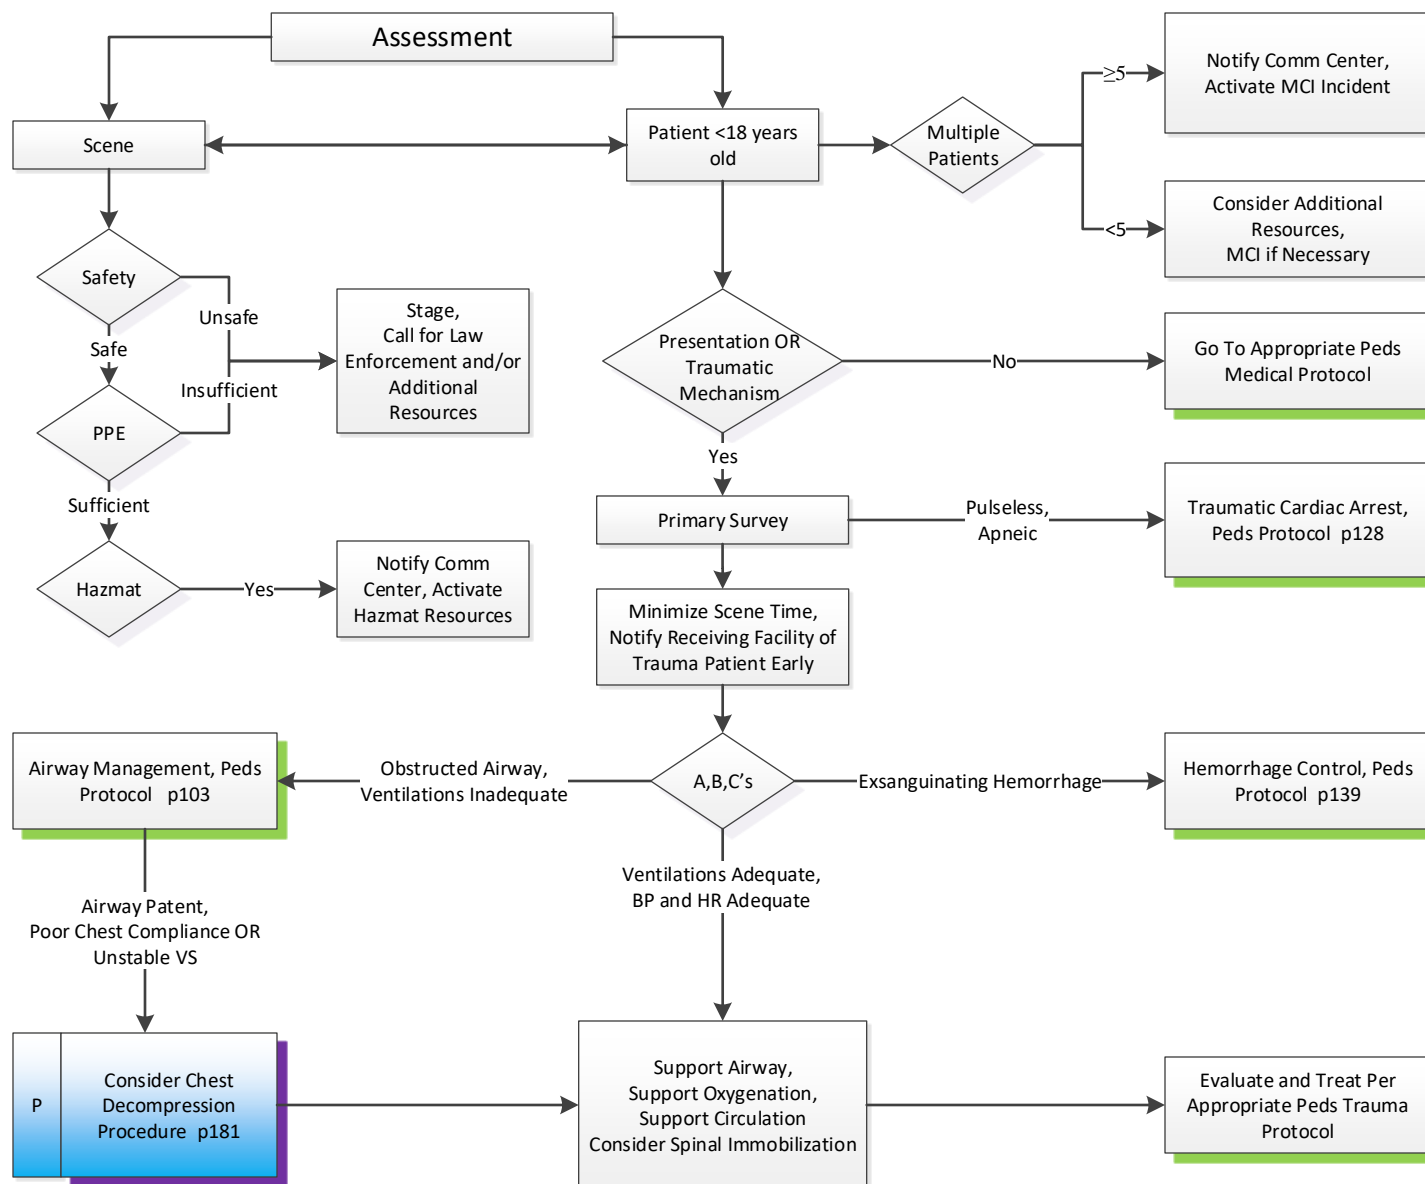 Assessment
Scene
Patient <18 years
old
Multiple
Patients
≥5
Notify Comm Center,
Activate MCI Incident
<5
Consider Additional
Resources,
MCI if Necessary
Safety
Unsafe
Safe
Insufficient
Stage,
Call for Law
Enforcement and/or
Additional
Resources
PPE
Sufficient
Hazmat
Yes
Notify Comm
Center, Activate
Hazmat Resources
Presentation OR
Traumatic
Mechanism
No
Go To Appropriate Peds
Medical Protocol
Yes
Primary Survey
Pulseless,
Apneic
Traumatic Cardiac Arrest,
Peds Protocol p128
Minimize Scene Time,
Notify Receiving Facility of
Trauma Patient Early
A,B,C’s
Obstructed Airway,
Ventilations Inadequate
Airway Management, Peds
Protocol p103
Exsanguinating Hemorrhage
Hemorrhage Control, Peds
Protocol p139
Ventilations Adequate,
BP and HR Adequate
Airway Patent,
Poor Chest Compliance OR
Unstable VS
P
Consider Chest
Decompression
Procedure p181
Support Airway,
Support Oxygenation,
Support Circulation
Consider Spinal Immobilization
Evaluate and Treat Per
Appropriate Peds Trauma
Protocol